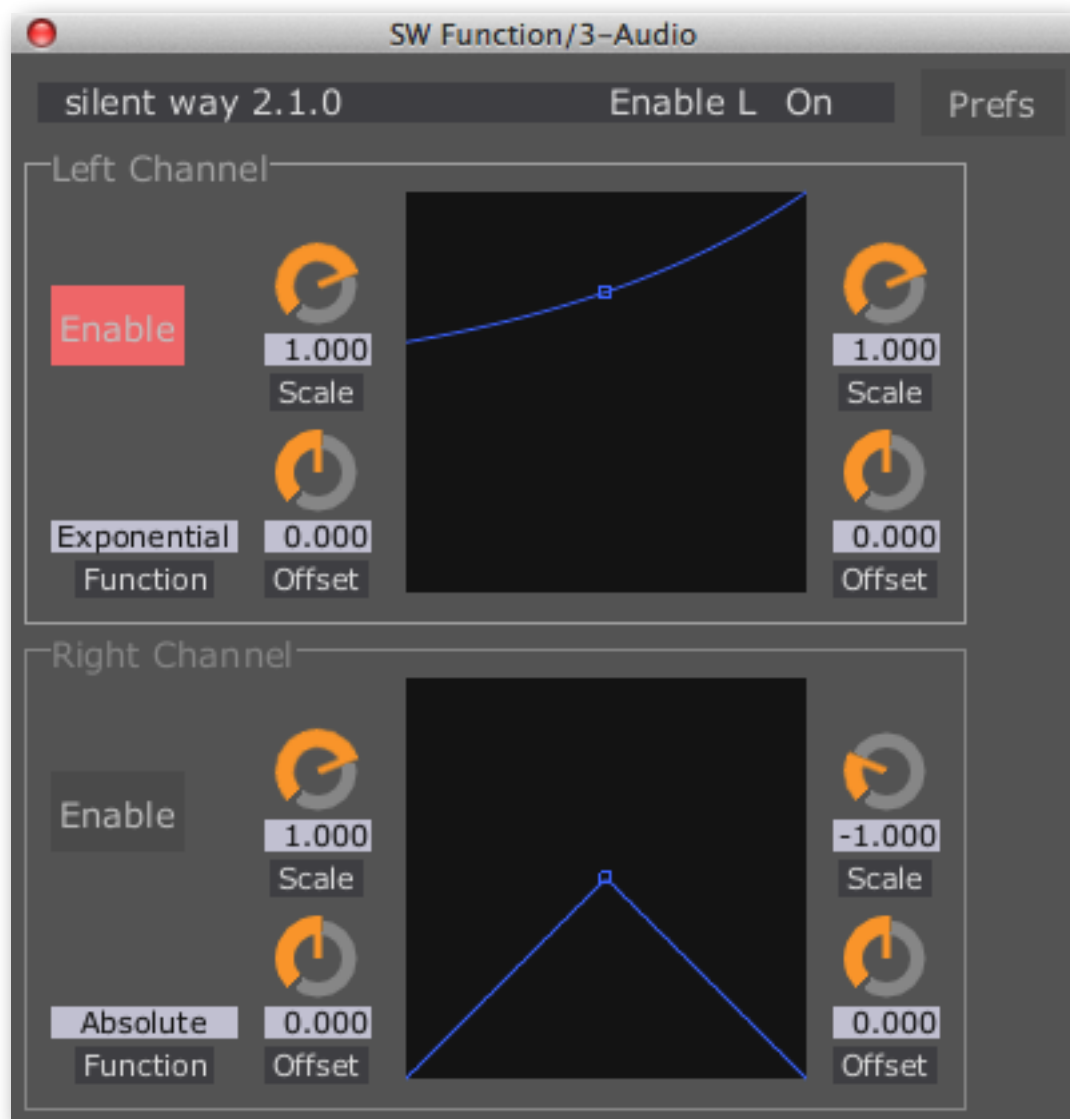 SW Function/3-Audio
silent way 2.1.0 Enable L On Prefs
Left Channel
Enable
1.000 1.000
Scale Scale
Exponential 0.000 0.000
Function Offset Offset
Right Channel
Enable
1.000 -1.000
Scale Scale
Absolute 0.000 0.000
Function Offset Offset